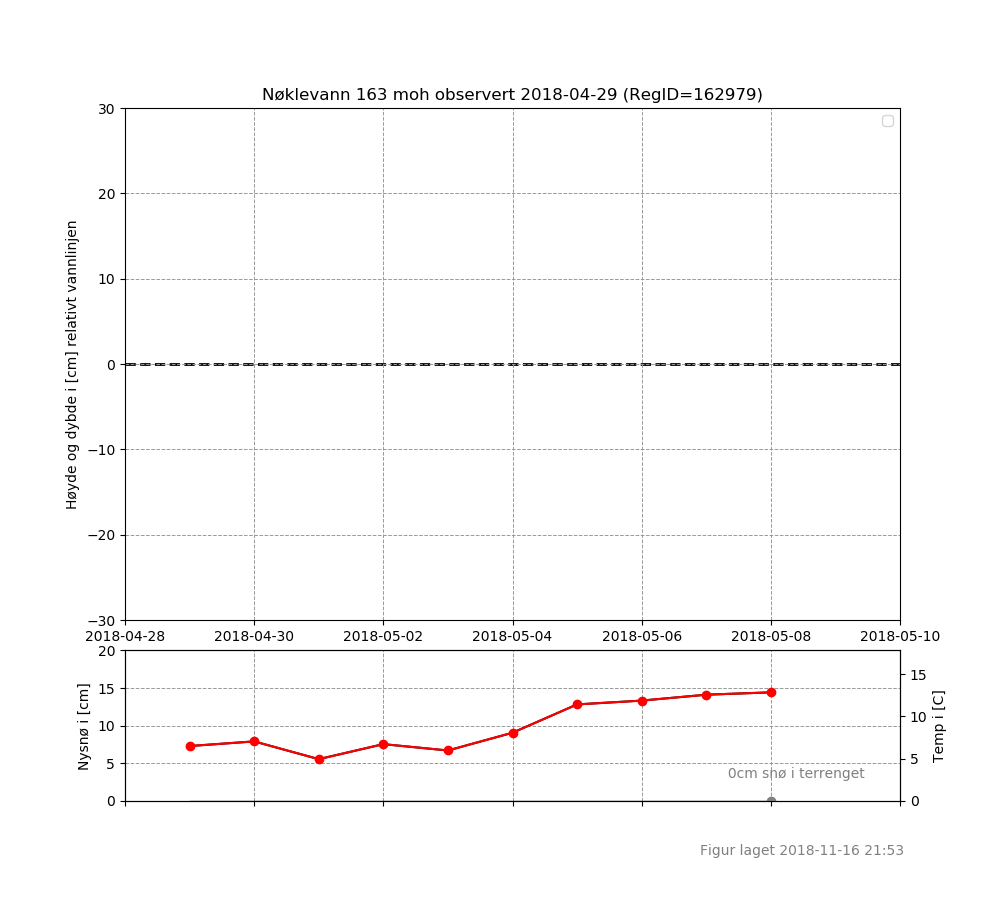 Nøklevann 163 moh observert 2018-04-29 (RegID=162979)
Høyde og dybde i [cm] relativt vannlinjen
30
20
10
0
−10
−20
−30
2018-04-28 2018-04-30 2018-05-02 2018-05-04 2018-05-06 2018-05-08 2018-05-10
Nysnø i [cm]
20
15
10
5
0
15
10
5
0
Temp i [C]
0cm snø i terrenget
Figur laget 2018-11-16 21:53